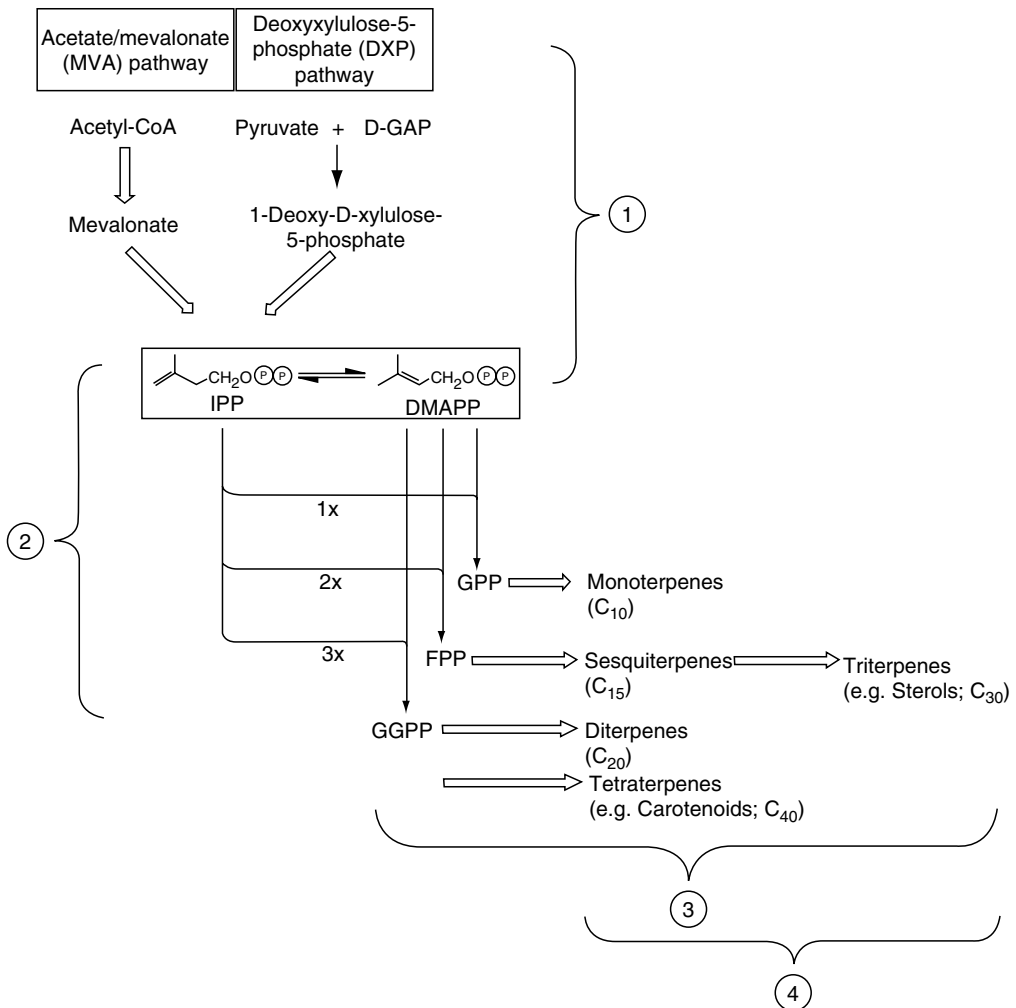 Acetate/mevalonate
(MVA) pathway
Deoxyxylulose-5-
phosphate (DXP)
pathway
Acetyl-CoA
Pyruvate + D-GAP
Mevalonate
1-Deoxy-D-xylulose-
5-phosphate
1
CH₂O P P
IPP
CH₂O P P
DMAPP
2
1x
2x
3x
GPP
Monoterpenes
(C₁₀)
FPP
Sesquiterpenes
(C₁₅)
Triterpenes
(e.g. Sterols; C₃₀)
GGPP
Diterpenes
(C₂₀)
Tetraterpenes
(e.g. Carotenoids; C₄₀)
3
4